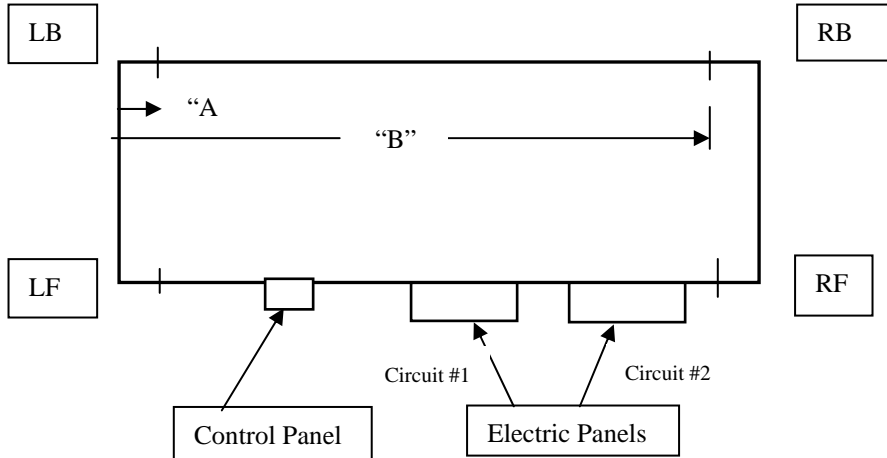 LB
RB
“A
“B”
LF
RF
Circuit #1
Circuit #2
Control Panel
Electric Panels